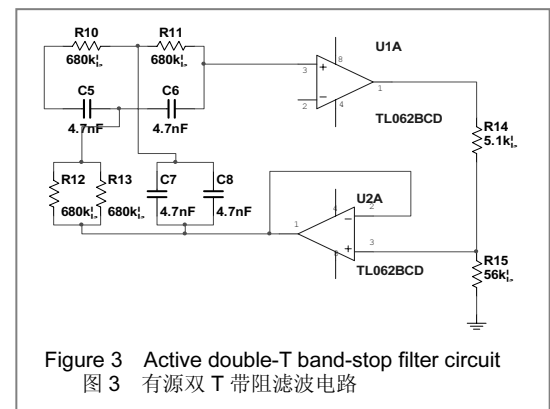 R10
680k¦
R11
680k¦
C5
4.7nF
C6
4.7nF
U1A
3
2
8
4
1
TL062BCD
R14
5.1k¦
R12
680k¦
R13
680k¦
C7
4.7nF
C8
4.7nF
U2A
1
4
2
3
8
TL062BCD
R15
56k¦
Figure 3 Active double-T band-stop filter circuit
图 3 有源双 T 带阻滤波电路